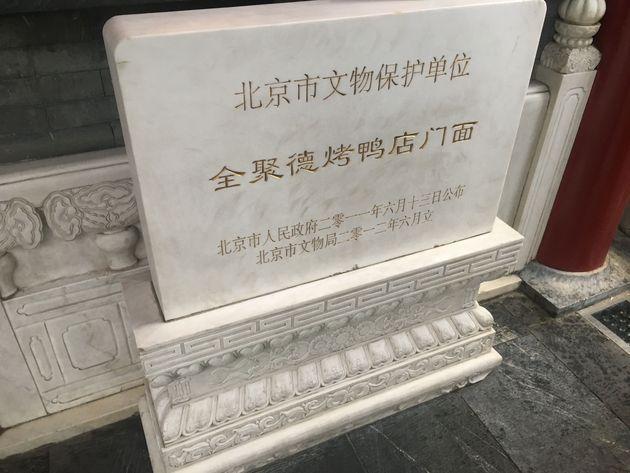 北京市文物保护单位
全聚德烤鸭店门面
北京市人民政府二零一一年六月十三日公布
北京市文物局二零一二年六月立